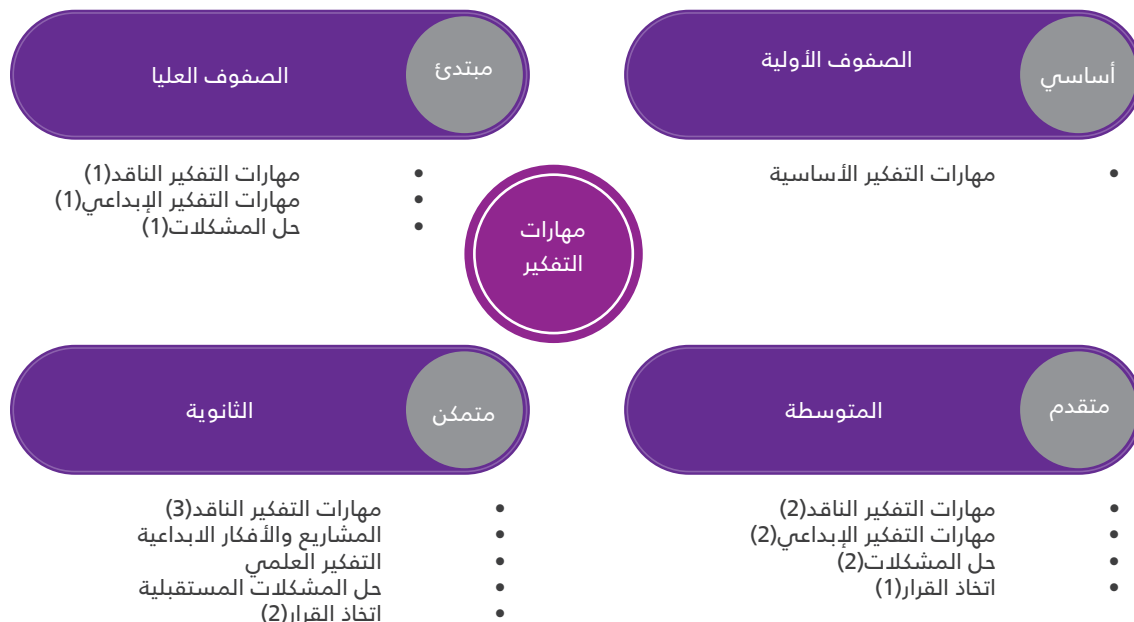 أساسي
الصفوف الأولية
• مهارات التفكير الأساسية
مبتدئ
الصفوف العليا
• مهارات التفكير الناقد(1)
• مهارات التفكير الإبداعي(1)
• حل المشكلات(1)
مهارات
التفكير
متقدم
المتوسطة
• مهارات التفكير الناقد(2)
• مهارات التفكير الإبداعي(2)
• حل المشكلات(2)
• اتخاذ القرار(1)
متمكن
الثانوية
• مهارات التفكير الناقد(3)
• المشاريع والأفكار الابداعية
• التفكير العلمي
• حل المشكلات المستقبلية
• اتخاذ القرار(2)